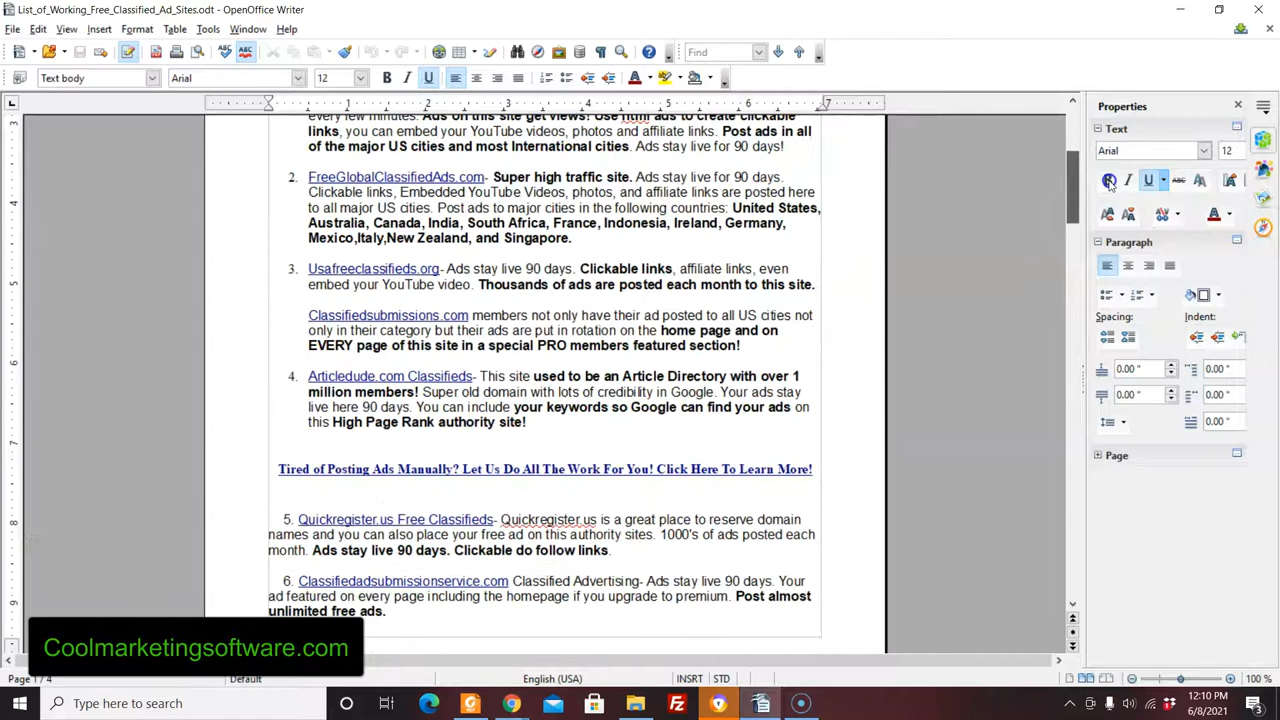 List_of_Working_Free_Classified_Ad_Sites.odt - OpenOffice Writer
File Edit View Insert Format Table Tools Window Help
Find
Text body Arial 12
1 2 3 4 5 6 7
Properties
Text
Arial 12
Paragraph
Spacing: Indent:
0.00 " 0.00 "
0.00 " 0.00 "
0.00 "
Page
every few minutes. Ads on this site get views! Use html ads to create clickable
links, you can embed your YouTube videos, photos and affiliate links. Post ads in all
of the major US cities and most International cities. Ads stay live for 90 days!
2. FreeGlobalClassifiedAds.com- Super high traffic site. Ads stay live for 90 days.
Clickable links, Embedded YouTube Videos, photos, and affiliate links are posted here
to all major US cities. Post ads to major cities in the following countries: United States,
Australia, Canada, India, South Africa, France, Indonesia, Ireland, Germany,
Mexico,Italy,New Zealand, and Singapore.
3. Usafreeclassifieds.org- Ads stay live 90 days. Clickable links, affiliate links, even
embed your YouTube video. Thousands of ads are posted each month to this site.
Classifiedsubmissions.com members not only have their ad posted to all US cities not
only in their category but their ads are put in rotation on the home page and on
EVERY page of this site in a special PRO members featured section!
4. Articledude.com Classifieds- This site used to be an Article Directory with over 1
million members! Super old domain with lots of credibility in Google. Your ads stay
live here 90 days. You can include your keywords so Google can find your ads on
this High Page Rank authority site!
Tired of Posting Ads Manually? Let Us Do All The Work For You! Click Here To Learn More!
5. Quickregister.us Free Classifieds- Quickregister.us is a great place to reserve domain
names and you can also place your free ad on this authority sites. 1000's of ads posted each
month. Ads stay live 90 days. Clickable do follow links.
6. Classifiedadsubmissionservice.com Classified Advertising- Ads stay live 90 days. Your
ad featured on every page including the homepage if you upgrade to premium. Post almost
unlimited free ads.
Coolmarketingsoftware.com
Page 1 / 4 Default English (USA) INSRT STD 100 %
Type here to search
12:10 PM
6/8/2021